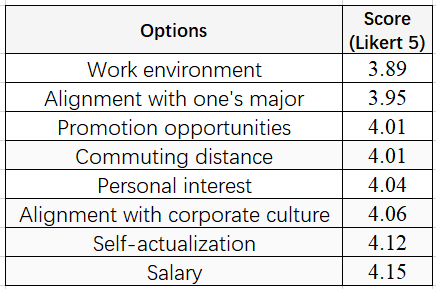 Options Score
(Likert 5)
Work environment 3.89
Alignment with one's major 3.95
Promotion opportunities 4.01
Commuting distance 4.01
Personal interest 4.04
Alignment with corporate culture 4.06
Self-actualization 4.12
Salary 4.15